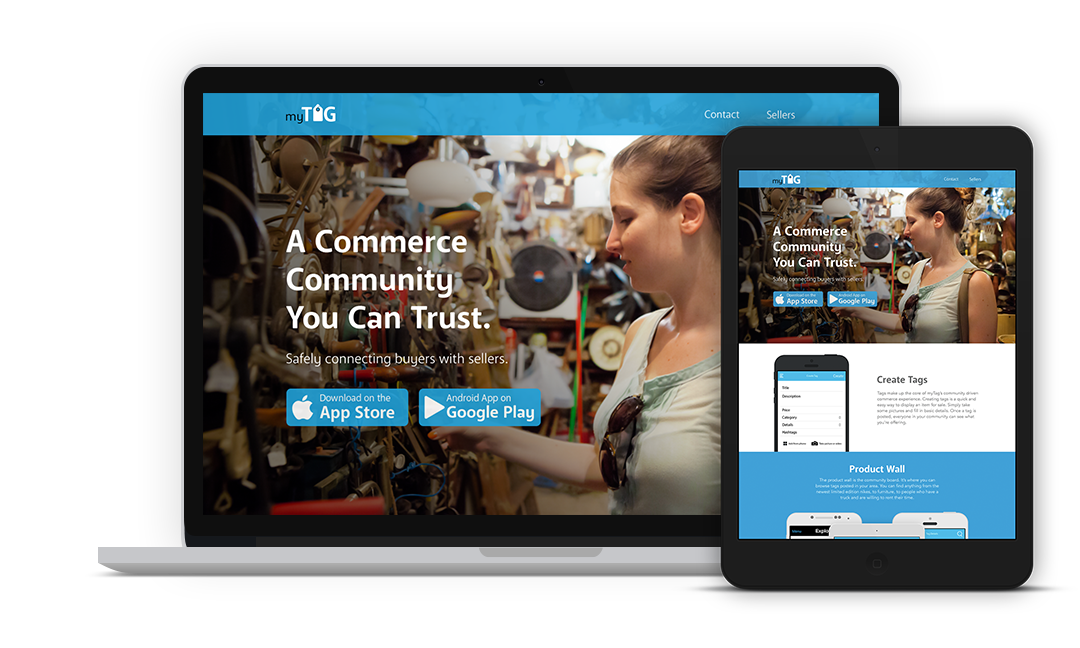 myTAG
Contact
Sellers
A Commerce
Community
You Can Trust.
Safely connecting buyers with sellers.
Download on the
App Store
Android App on
Google Play
myTAG
Contact
Sellers
A Commerce
Community
You Can Trust.
Safely connecting buyers with sellers.
Download on the
App Store
Android App on
Google Play
Title
Description
Price
Category
Details
Hashtags
Create Tags
Tags make up the core of myTag's community driven
commerce experience. Creating tags is a quick and
easy way to display an item for sale. Simply take
some pictures and fill in basic details. Once a tag is
posted, everyone in your community can see what
you're offering.
Product Wall
The product wall is the community board. It's where you can
browse tags posted in your area. You can find anything from the
newest limited edition nikes, to furniture, to people who have a
truck and are willing to rent their time.
Explo